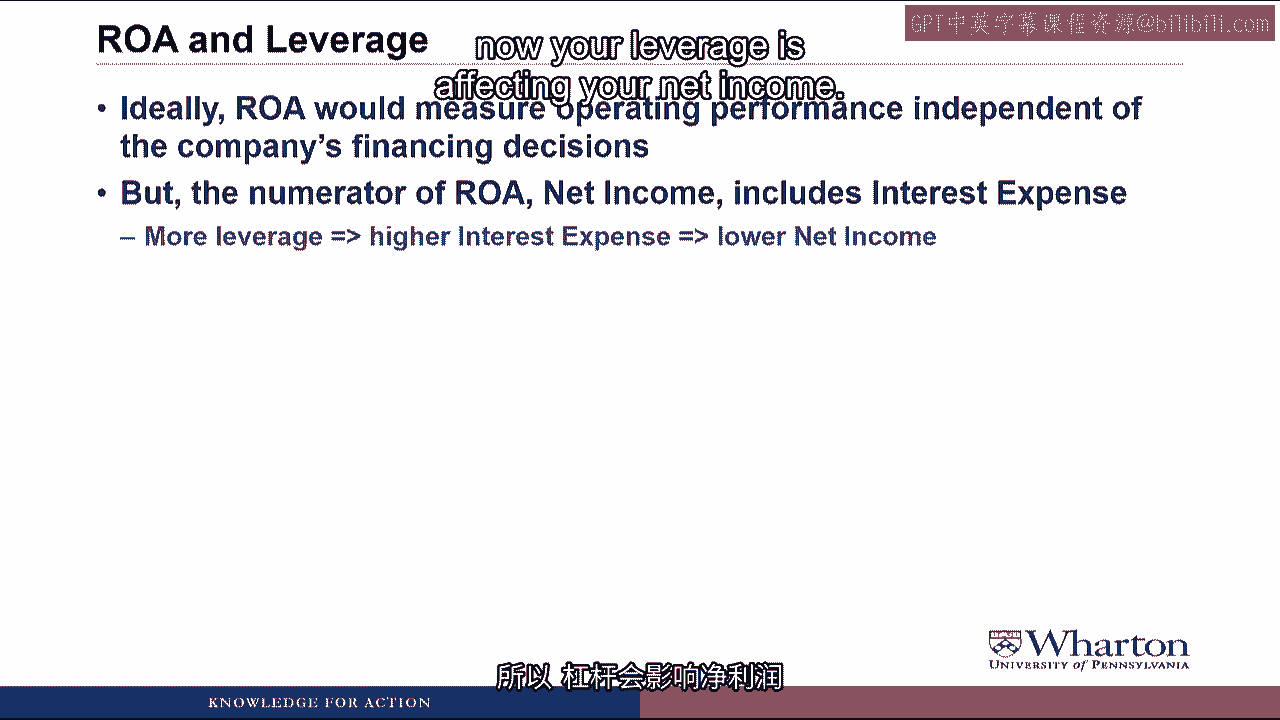 ROA and Leverage
now your leverage is
affecting your net income.
GPT中英字幕课程资源@bilibili.com
• Ideally, ROA would measure operating performance independent of
the company's financing decisions
• But, the numerator of ROA, Net Income, includes Interest Expense
– More leverage => higher Interest Expense => lower Net Income
Wharton
UNIVERSITY of PENNSYLVANIA
所以 杠杆会影响净利润
KNOWLEDGE FOR ACTION